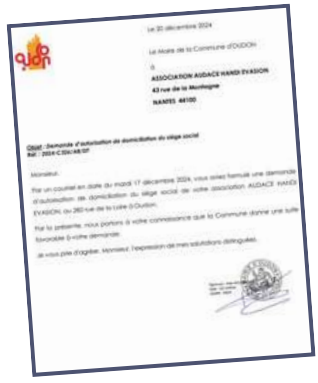 oudon
Le 20 décembre 2024
Le Maire de la Commune d'OUDON
à
ASSOCIATION AUDACE HANDI EVASION
43 rue de la Montagne
NANTES 44100
Objet : Demande d'autorisation de domiciliation du siège social
Réf. : 2024-C
Monsieur,
Par un courriel en date du mardi 17 décembre 2024, vous aviez formulé une demande
d'autorisation de domiciliation du siège social de votre association AUDACE HANDI
EVASION, au 280 rue de la Loire à Oudon.
Par la présente, nous portons à votre connaissance que la Commune donne une suite
favorable à votre demande.
Je vous prie d'agréer, Monsieur, l'expression de mes salutations distinguées.